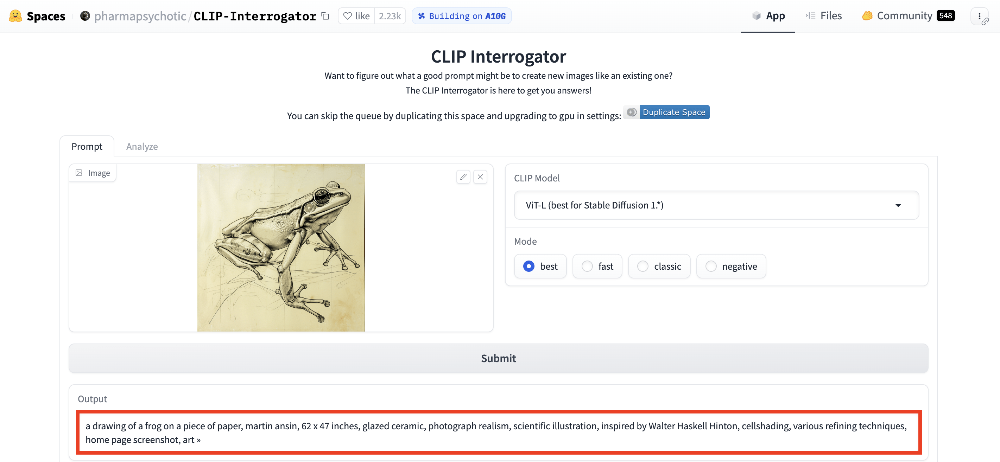 Spaces pharmapsychotic/CLIP-Interrogator like 2.23k Building on A10G App Files Community 548
CLIP Interrogator
Want to figure out what a good prompt might be to create new images like an existing one?
The CLIP Interrogator is here to get you answers!
You can skip the queue by duplicating this space and upgrading to gpu in settings: Duplicate Space
Prompt Analyze
Image
CLIP Model
ViT-L (best for Stable Diffusion 1.*)
Mode
best fast classic negative
Submit
Output
a drawing of a frog on a piece of paper, martin ansin, 62 x 47 inches, glazed ceramic, photograph realism, scientific illustration, inspired by Walter Haskell Hinton, cellshading, various refining techniques,
home page screenshot, art »